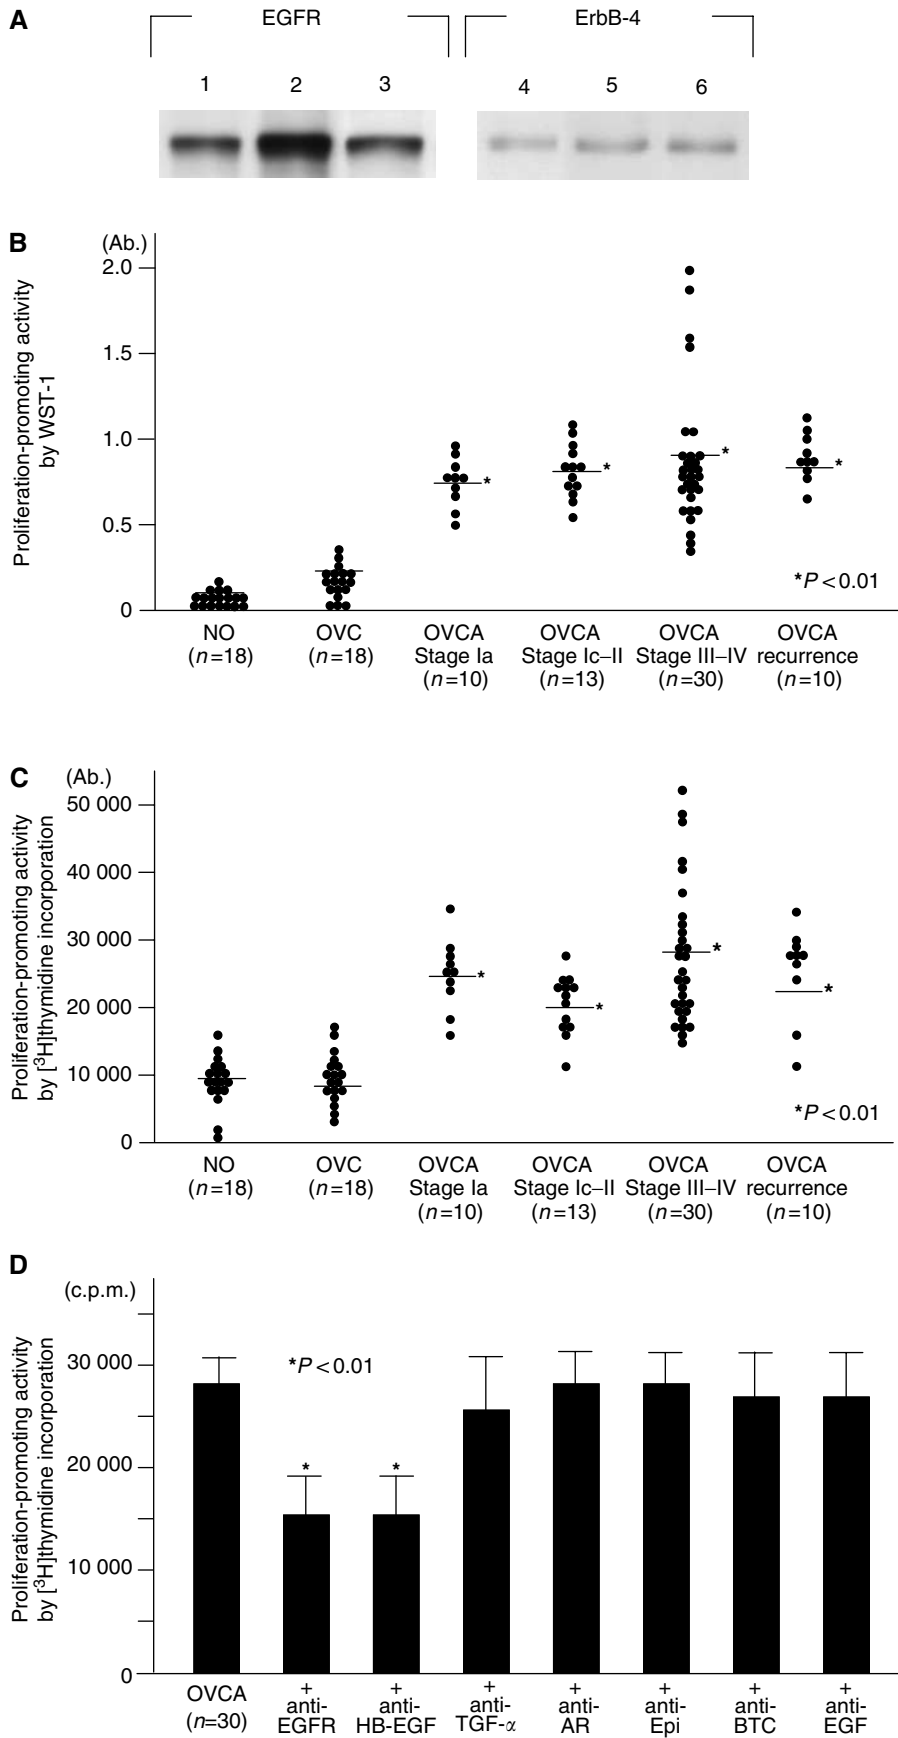 A
EGFR
ErbB-4
1 2 3 4 5 6
B
(Ab.)
Proliferation-promoting activity
by WST-1
2.0
1.5
1.0
0.5
0
*
*
*
*
*P<0.01
NO OVC OVCA OVCA OVCA OVCA
(n=18) (n=18) Stage Ia Stage Ic–II Stage III–IV recurrence
(n=10) (n=13) (n=30) (n=10)
C
(Ab.)
Proliferation-promoting activity
by [³H]thymidine incorporation
50 000
40 000
30 000
20 000
10 000
0
*
*
*
*
*P<0.01
NO OVC OVCA OVCA OVCA OVCA
(n=18) (n=18) Stage Ia Stage Ic–II Stage III–IV recurrence
(n=10) (n=13) (n=30) (n=10)
D
(c.p.m.)
Proliferation-promoting activity
by [³H]thymidine incorporation
30 000
20 000
10 000
0
*P<0.01
* *
OVCA + + + + + + +
(n=30) anti- anti- anti- anti- anti- anti- anti-
EGFR HB-EGF TGF-α AR Epi BTC EGF